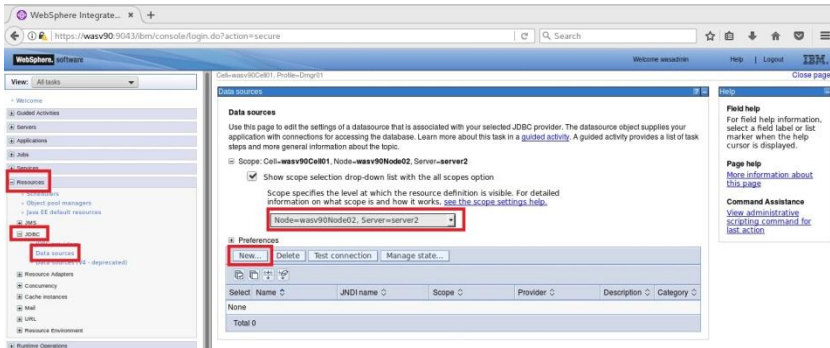 WebSphere Integrate...
https://wasv90:9043/ibm/console/login.do?action=secure
Search
WebSphere. software
Welcome wasadmin
Help | Logout
IBM.
View: All tasks
Welcome
Guided Activities
Servers
Applications
Jobs
Services
Resources
Schedulers
Object pool managers
Java EE default resources
JMS
JDBC
Data sources
Data sources (V4 - deprecated)
Resource Adapters
Concurrency
Cache instances
Mail
URL
Resource Environment
Runtime Operations
Cell=wasv90Cell01, Profile=Dmgr01
Close page
Data sources
Data sources
Use this page to edit the settings of a datasource that is associated with your selected JDBC provider. The datasource object supplies your
application with connections for accessing the database. Learn more about this task in a guided activity. A guided activity provides a list of task
steps and more general information about the topic.
Scope: Cell=wasv90Cell01, Node=wasv90Node02, Server=server2
Show scope selection drop-down list with the all scopes option
Scope specifies the level at which the resource definition is visible. For detailed
information on what scope is and how it works, see the scope settings help.
Node=wasv90Node02, Server=server2
Preferences
New... Delete Test connection Manage state...
Select Name JNDI name Scope Provider Description Category
None
Total 0
Help
Field help
For field help information,
select a field label or list
marker when the help
cursor is displayed.
Page help
More information about
this page
Command Assistance
View administrative
scripting command for
last action